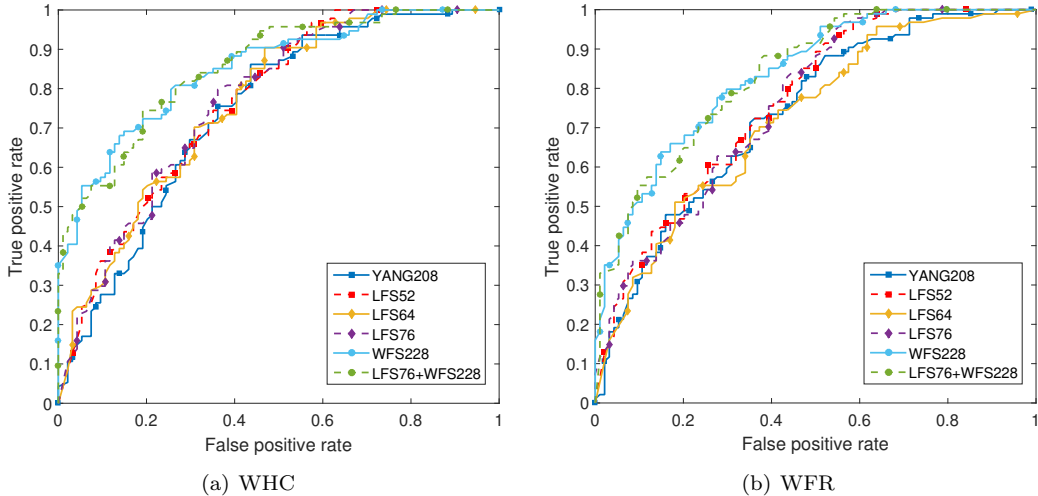 1
0.9
0.8
0.7
0.6
0.5
0.4
0.3
0.2
0.1
0
True positive rate
0 0.2 0.4 0.6 0.8 1
False positive rate
YANG208
LFS52
LFS64
LFS76
WFS228
LFS76+WFS228
(a) WHC
1
0.9
0.8
0.7
0.6
0.5
0.4
0.3
0.2
0.1
0
True positive rate
0 0.2 0.4 0.6 0.8 1
False positive rate
YANG208
LFS52
LFS64
LFS76
WFS228
LFS76+WFS228
(b) WFR